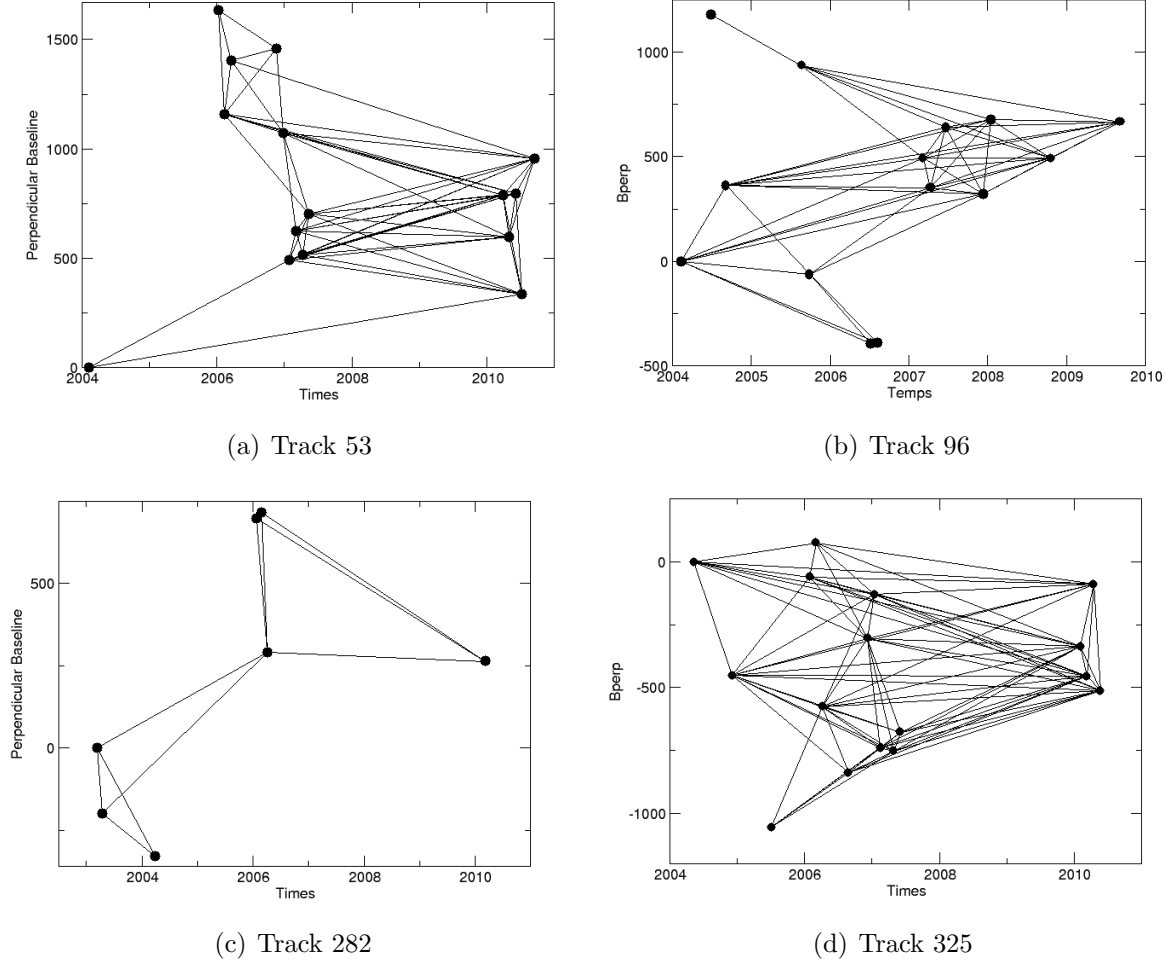 1500
1000
500
0
Perpendicular Baseline
2004
2006
2008
2010
Times
(a) Track 53
1000
500
0
-500
Bperp
2004
2005
2006
2007
2008
2009
2010
Temps
(b) Track 96
500
0
Perpendicular Baseline
2004
2006
2008
2010
Times
(c) Track 282
0
-500
-1000
Bperp
2004
2006
2008
2010
Times
(d) Track 325